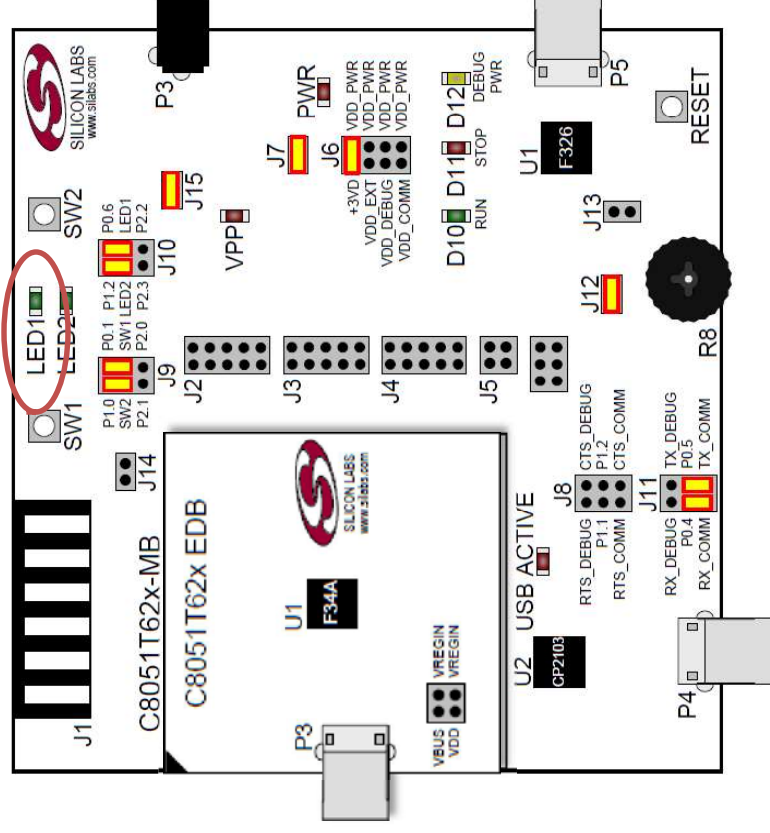 SILICON LABS
www.silabs.com
P3
P5
SW2
LED1
LED2
SW1
P0.6
LED1
P2.2
J10
P1.2
LED2
P2.3
P0.1
SW1
P2.0
J9
P1.0
SW2
P2.1
J15
VPP
J7
PWR
J6
VDD_PWR
VDD_PWR
VDD_PWR
VDD_PWR
+3VD
VDD_EXT
VDD_DEBUG
VDD_COMM
D12
DEBUG
PWR
D11
STOP
D10
RUN
U1
F326
RESET
J13
J12
R8
J2
J3
J4
J5
J14
J1
C8051T62x-MB
C8051T62x EDB
SILICON LABS
www.silabs.com
U1
F34A
P3
VBUS
VDD
VREGIN
VREGIN
USB ACTIVE
U2
CP2103
J8
CTS_DEBUG
P1.2
CTS_COMM
RTS_DEBUG
P1.1
RTS_COMM
J11
TX_DEBUG
P0.5
TX_COMM
RX_DEBUG
P0.4
RX_COMM
P4